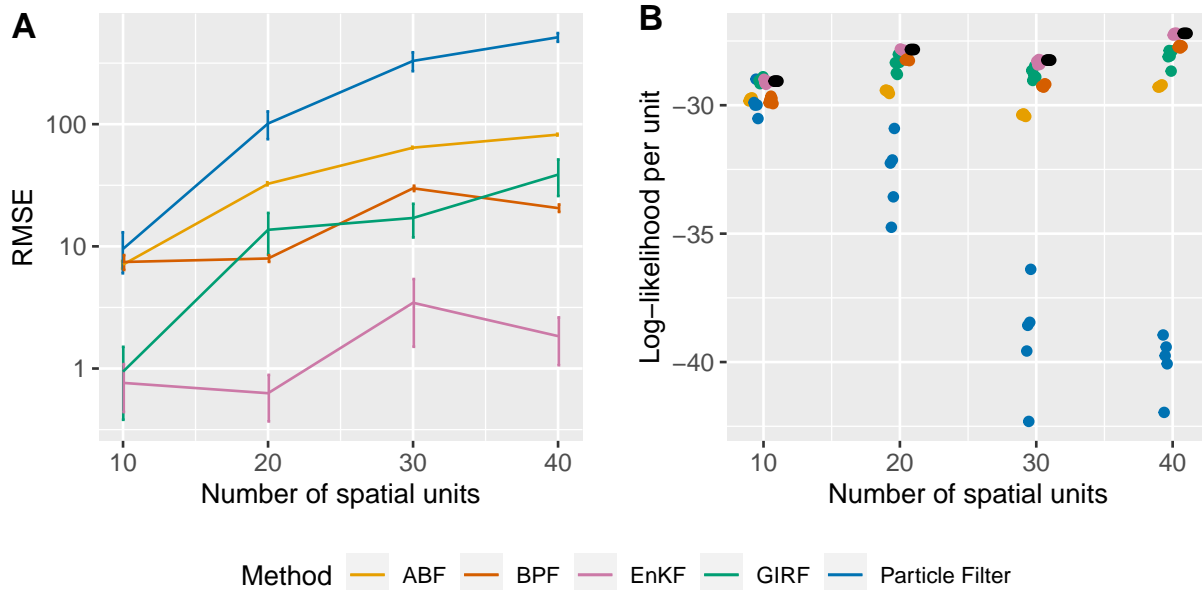 A
B
100
10
1
RMSE
10
20
30
40
Number of spatial units
−30
−35
−40
Log−likelihood per unit
10
20
30
40
Number of spatial units
Method ABF BPF EnKF GIRF Particle Filter